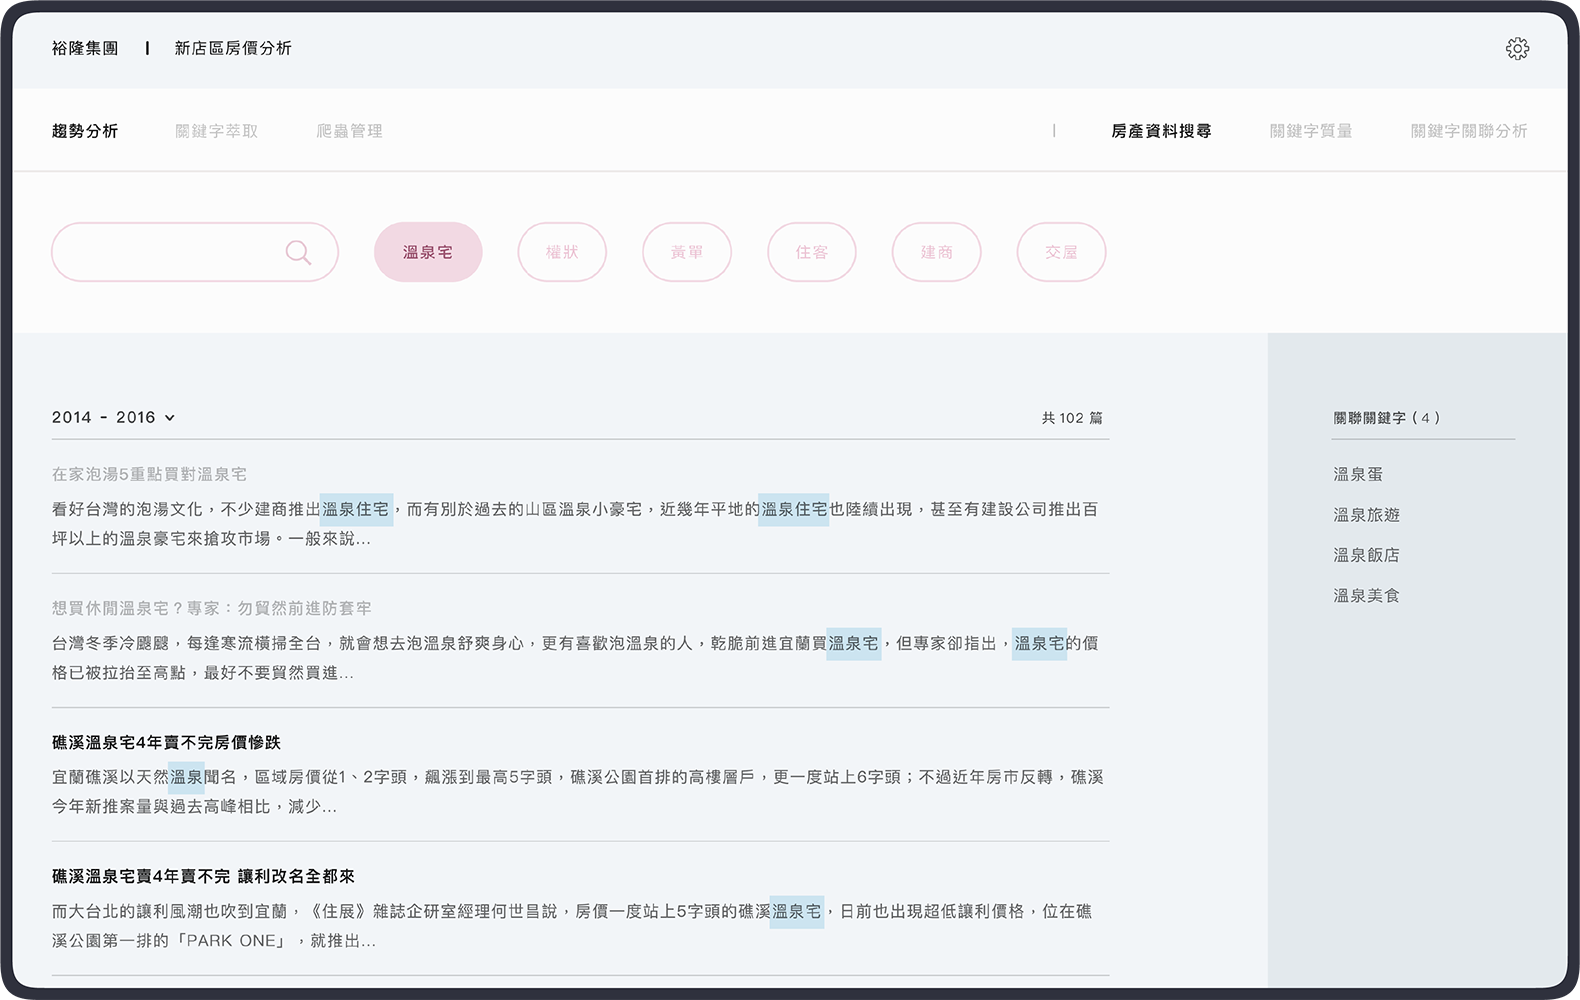 裕隆集團 | 新店區房價分析
趨勢分析 關鍵字萃取 爬蟲管理 | 房產資料搜尋 關鍵字質量 關鍵字關聯分析
溫泉宅 權狀 黃單 住客 建商 交屋
2014 - 2016 共 102 篇
在家泡湯5重點買對溫泉宅
看好台灣的泡湯文化，不少建商推出溫泉住宅，而有別於過去的山區溫泉小豪宅，近幾年平地的溫泉住宅也陸續出現，甚至有建設公司推出百
坪以上的溫泉豪宅來搶攻市場。一般來說...
想買休閒溫泉宅？專家：勿貿然前進防套牢
台灣冬季冷颼颼，每逢寒流橫掃全台，就會想去泡溫泉舒爽身心，更有喜歡泡溫泉的人，乾脆前進宜蘭買溫泉宅，但專家卻指出，溫泉宅的價
格已被拉抬至高點，最好不要貿然買進...
礁溪溫泉宅4年賣不完房價慘跌
宜蘭礁溪以天然溫泉聞名，區域房價從1、2字頭，飆漲到最高5字頭，礁溪公園首排的高樓層戶，更一度站上6字頭；不過近年房市反轉，礁溪
今年新推案量與過去高峰相比，減少...
礁溪溫泉宅賣4年賣不完 讓利改名全都來
而大台北的讓利風潮也吹到宜蘭，《住展》雜誌企研室經理何世昌說，房價一度站上5字頭的礁溪溫泉宅，日前也出現超低讓利價格，位在礁
溪公園第一排的「PARK ONE」，就推出...
關聯關鍵字（4）
溫泉蛋
溫泉旅遊
溫泉飯店
溫泉美食